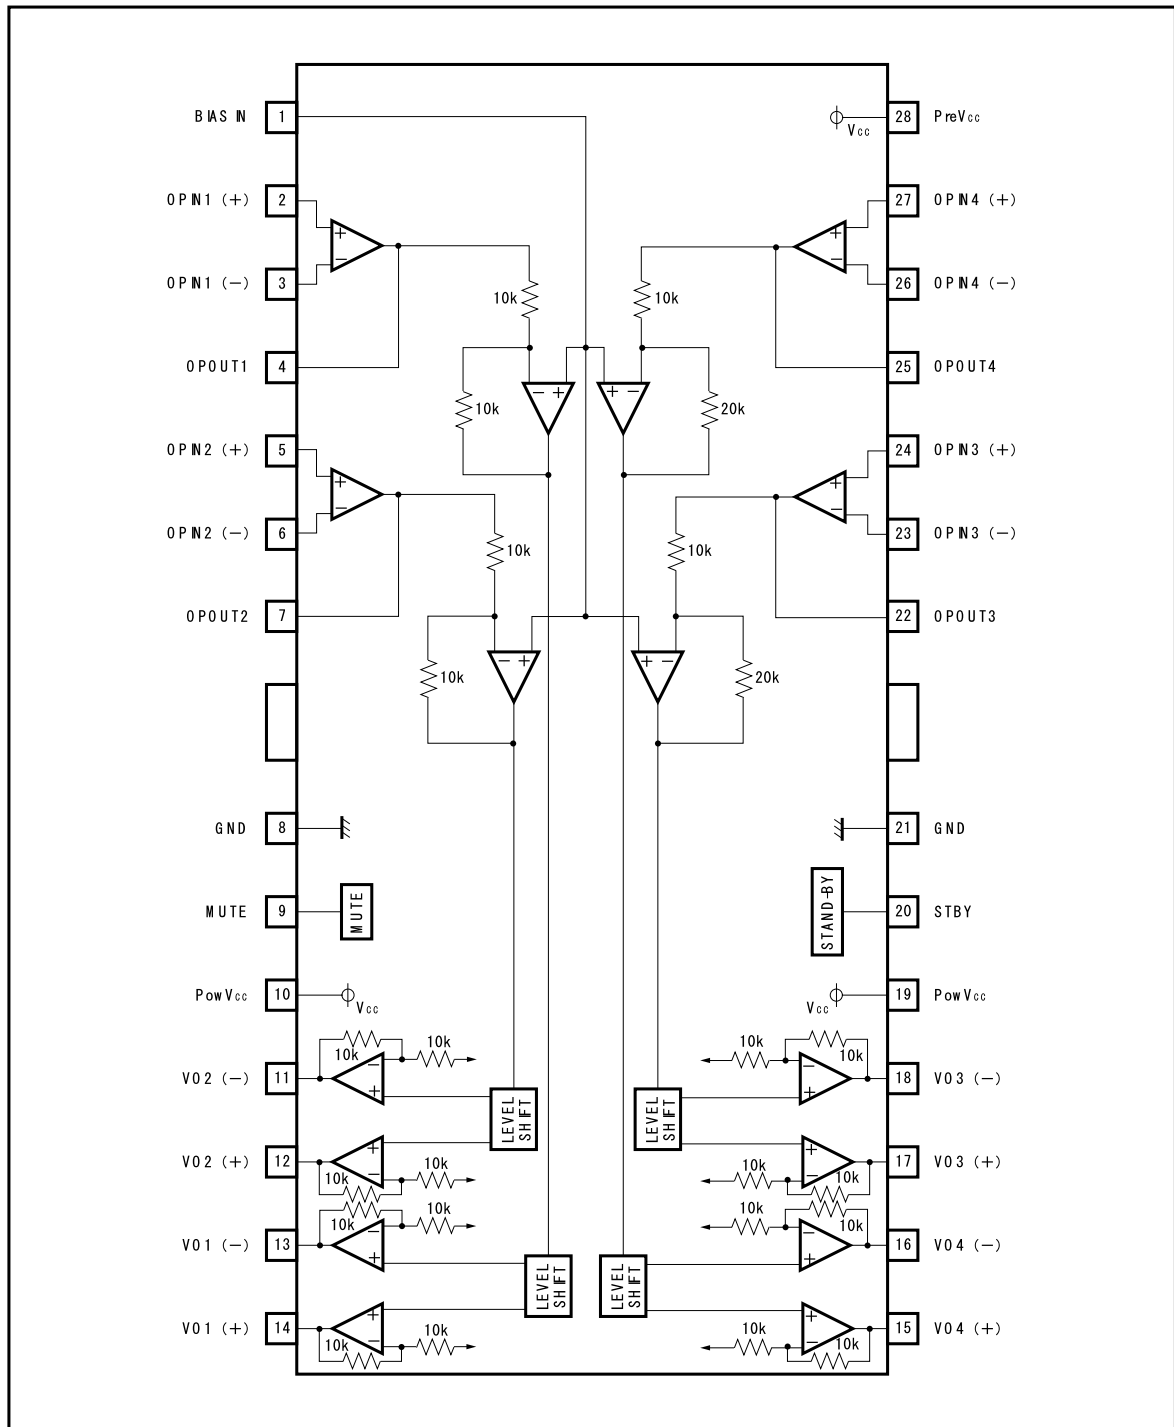 BIAS IN 1
28 PreVcc
Vcc
OPIN1 (+) 2
27 OPIN4 (+)
+
−
+
−
OPIN1 (−) 3
26 OPIN4 (−)
10k
10k
OPOUT1 4
25 OPOUT4
− +
+ −
10k
20k
OPIN2 (+) 5
24 OPIN3 (+)
+
−
+
−
OPIN2 (−) 6
23 OPIN3 (−)
10k
10k
OPOUT2 7
22 OPOUT3
− +
+ −
10k
20k
GND 8
21 GND
MUTE 9
MUTE
STAND-BY
20 STBY
PowVcc 10
Vcc
Vcc
19 PowVcc
10k
10k
10k
10k
VO2 (−) 11
−
+
−
+
18 VO3 (−)
LEVEL SHIFT
LEVEL SHIFT
VO2 (+) 12
+
−
+
−
17 VO3 (+)
10k
10k
10k
10k
10k
10k
10k
10k
VO1 (−) 13
−
+
−
+
16 VO4 (−)
LEVEL SHIFT
LEVEL SHIFT
VO1 (+) 14
+
−
+
−
15 VO4 (+)
10k
10k
10k
10k